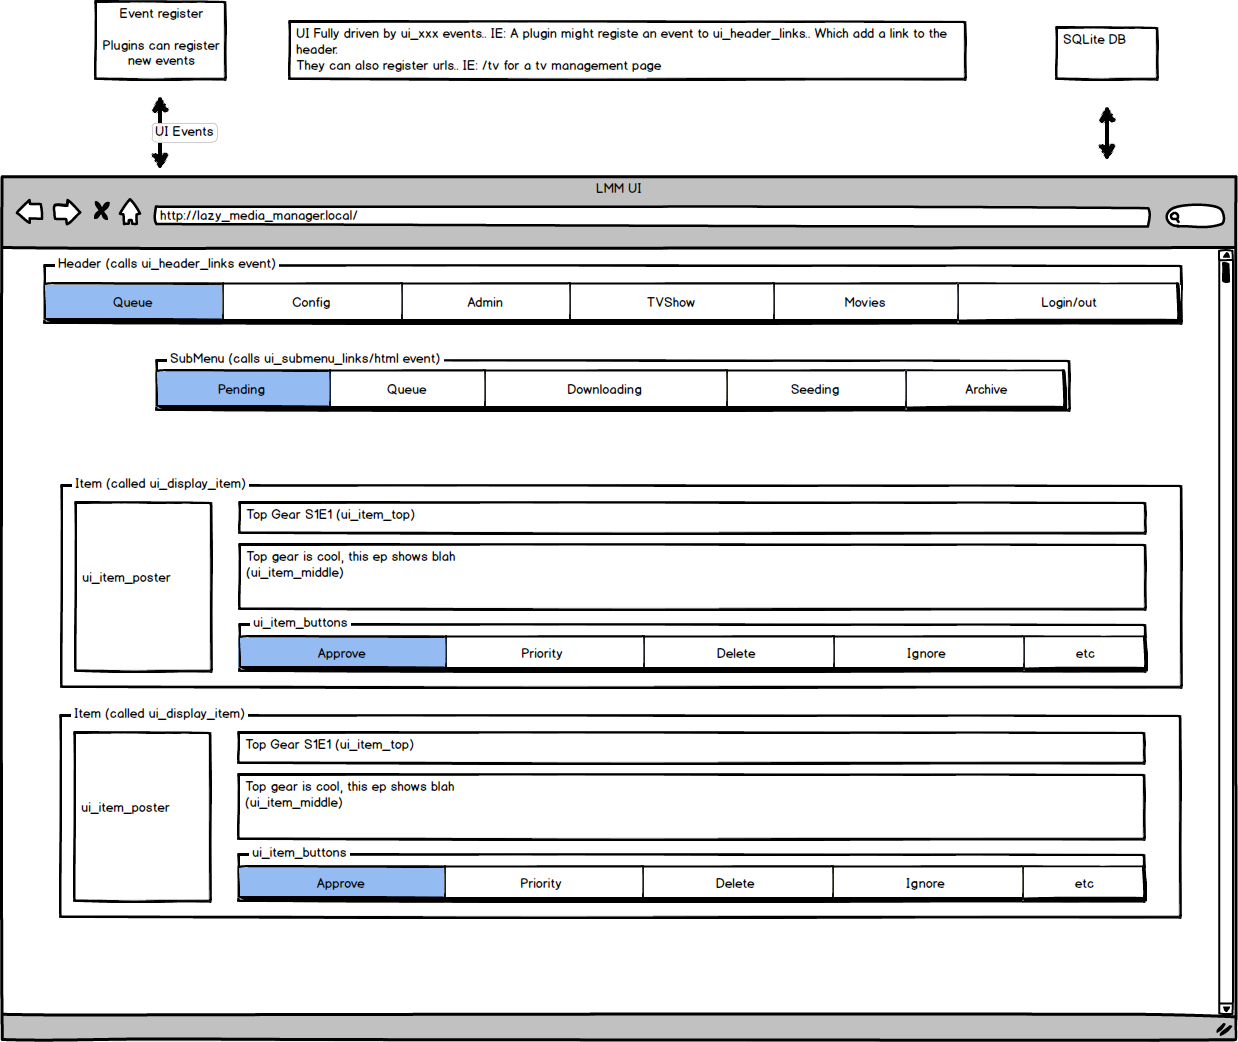 Event register
Plugins can register
new events
UI Fully driven by ui_xxx events.. IE: A plugin might registe an event to ui_header_links.. Which add a link to the
header.
They can also register urls.. IE: /tv for a tv management page
SQLite DB
UI Events
LMM UI
http://lazy_media_manager.local/
Header (calls ui_header_links event)
Queue Config Admin TVShow Movies Login/out
SubMenu (calls ui_submenu_links/html event)
Pending Queue Downloading Seeding Archive
Item (called ui_display_item)
ui_item_poster
Top Gear S1E1 (ui_item_top)
Top gear is cool, this ep shows blah
(ui_item_middle)
ui_item_buttons
Approve Priority Delete Ignore etc
Item (called ui_display_item)
ui_item_poster
Top Gear S1E1 (ui_item_top)
Top gear is cool, this ep shows blah
(ui_item_middle)
ui_item_buttons
Approve Priority Delete Ignore etc